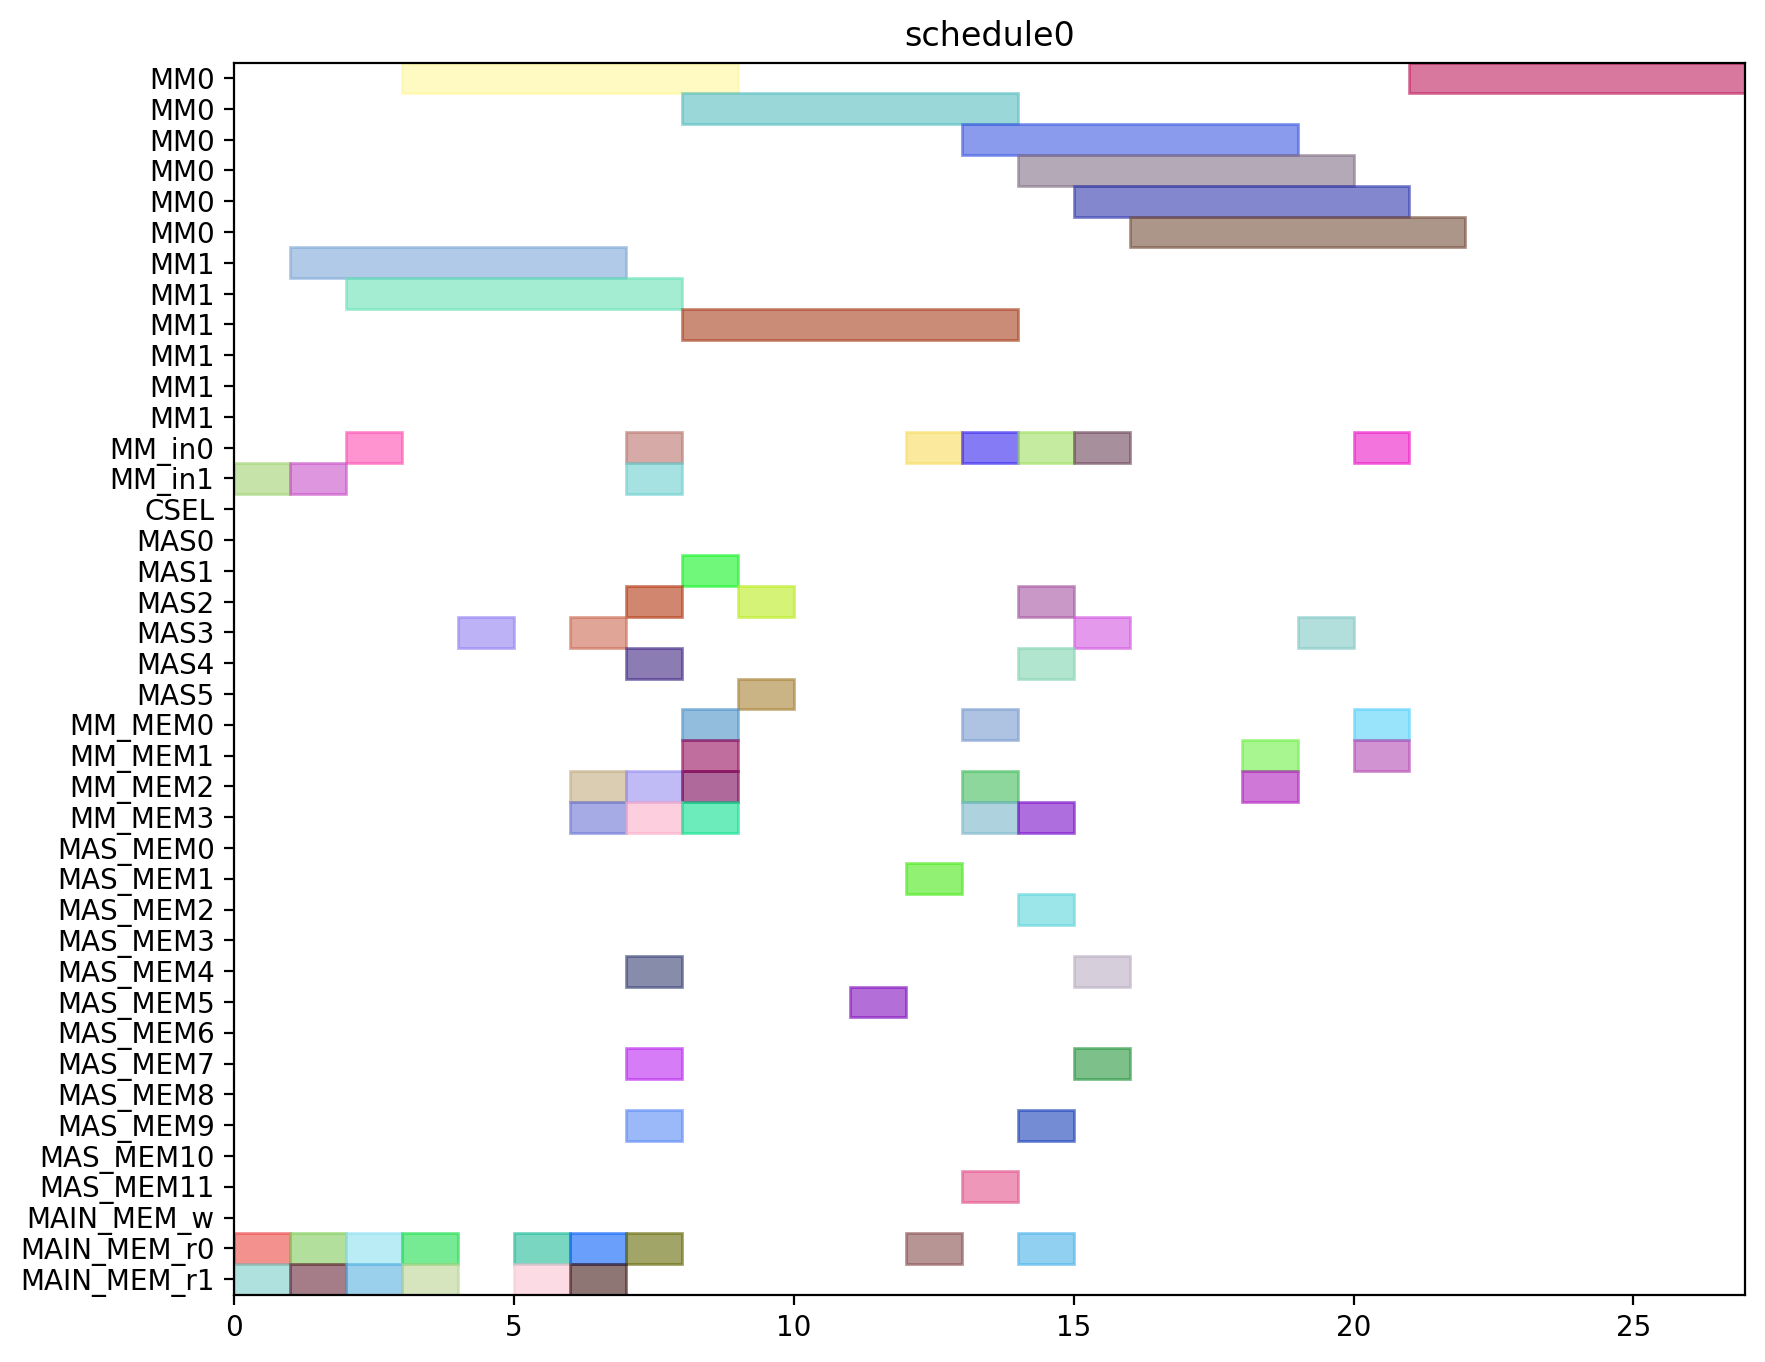 schedule0
MM0
MM0
MM0
MM0
MM0
MM0
MM1
MM1
MM1
MM1
MM1
MM1
MM_in0
MM_in1
CSEL
MAS0
MAS1
MAS2
MAS3
MAS4
MAS5
MM_MEM0
MM_MEM1
MM_MEM2
MM_MEM3
MAS_MEM0
MAS_MEM1
MAS_MEM2
MAS_MEM3
MAS_MEM4
MAS_MEM5
MAS_MEM6
MAS_MEM7
MAS_MEM8
MAS_MEM9
MAS_MEM10
MAS_MEM11
MAIN_MEM_w
MAIN_MEM_r0
MAIN_MEM_r1
0 5 10 15 20 25